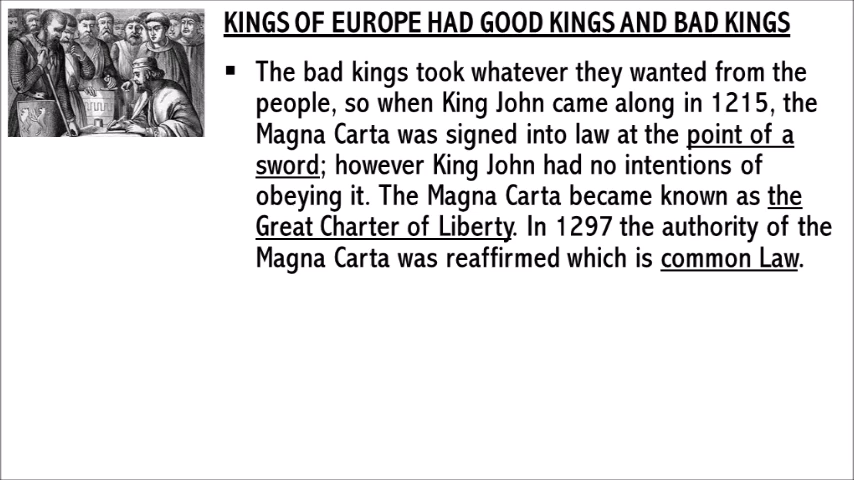 KINGS OF EUROPE HAD GOOD KINGS AND BAD KINGS
▪ The bad kings took whatever they wanted from the
people, so when King John came along in 1215, the
Magna Carta was signed into law at the point of a
sword; however King John had no intentions of
obeying it. The Magna Carta became known as the
Great Charter of Liberty. In 1297 the authority of the
Magna Carta was reaffirmed which is common Law.